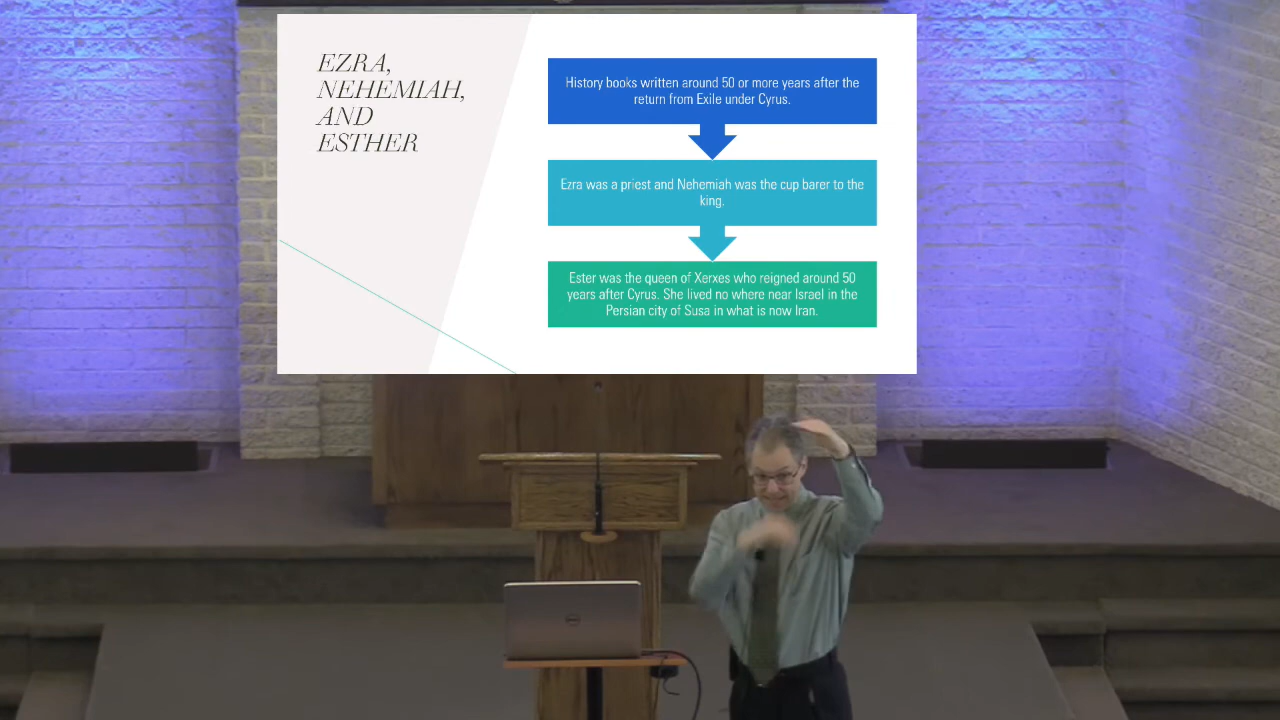 EZRA,
NEHEMIAH,
AND
ESTHER
History books written around 50 or more years after the
return from Exile under Cyrus.
Ezra was a priest and Nehemiah was the cup barer to the
king.
Ester was the queen of Xerxes who reigned around 50
years after Cyrus. She lived no where near Israel in the
Persian city of Susa in what is now Iran.
DELL